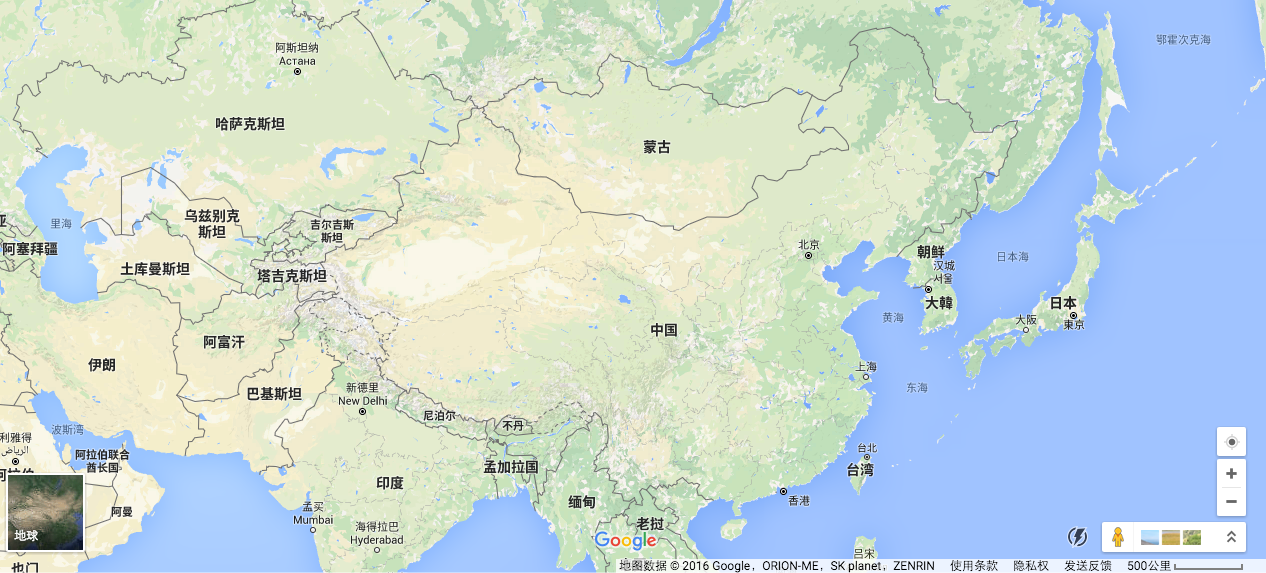 鄂霍次克海
阿斯坦纳
Астана
哈萨克斯坦
蒙古
里海
乌兹别克
斯坦
吉尔吉斯
斯坦
阿塞拜疆
北京
朝鲜
汉城
서울
日本海
土库曼斯坦
塔吉克斯坦
大韓
日本
東京
大阪
黄海
中国
阿富汗
伊朗
上海
东海
巴基斯坦
新德里
New Delhi
尼泊尔
不丹
波斯湾
利雅得
الرياض
阿拉伯联合
酋长国
台北
台湾
孟加拉国
印度
缅甸
香港
阿曼
孟买
Mumbai
海得拉巴
Hyderabad
老挝
地球
Google
吕宋
也门
地图数据 © 2016 Google，ORION-ME，SK planet，ZENRIN
使用条款
隐私权
发送反馈
500公里